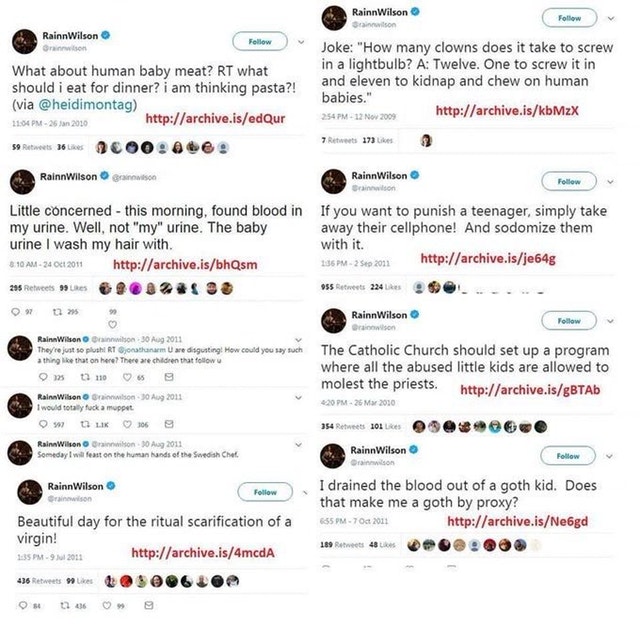 RainnWilson
@rainnwilson
Follow
What about human baby meat? RT what
should i eat for dinner? i am thinking pasta?!
(via @heidimontag)
http://archive.is/edQur
11:04 PM - 26 Jan 2010
59 Retweets 36 Likes
RainnWilson @rainnwilson
Little concerned - this morning, found blood in
my urine. Well, not "my" urine. The baby
urine I wash my hair with.
8:10 AM - 24 Oct 2011
http://archive.is/bhQsm
295 Retweets 99 Likes
97 295 99
RainnWilson @rainnwilson · 30 Aug 2011
They're just so plush! RT @jonathanarm U are disgusting! How could you say such
a thing like that on here? There are children that follow u
325 110 65
RainnWilson @rainnwilson · 30 Aug 2011
I would totally fuck a muppet.
597 1.1K 306
RainnWilson @rainnwilson · 30 Aug 2011
Someday I will feast on the human hands of the Swedish Chef.
RainnWilson
@rainnwilson
Follow
Beautiful day for the ritual scarification of a
virgin!
1:35 PM - 9 Jul 2011
http://archive.is/4mcdA
436 Retweets 99 Likes
84 436 99
RainnWilson
@rainnwilson
Follow
Joke: "How many clowns does it take to screw
in a lightbulb? A: Twelve. One to screw it in
and eleven to kidnap and chew on human
babies."
http://archive.is/kbMzX
2:54 PM - 12 Nov 2009
7 Retweets 173 Likes
RainnWilson
@rainnwilson
Follow
If you want to punish a teenager, simply take
away their cellphone! And sodomize them
with it.
1:36 PM - 2 Sep 2011
http://archive.is/je64g
955 Retweets 224 Likes
RainnWilson
@rainnwilson
Follow
The Catholic Church should set up a program
where all the abused little kids are allowed to
molest the priests.
http://archive.is/gBTAb
4:20 PM - 26 Mar 2010
354 Retweets 101 Likes
RainnWilson
@rainnwilson
Follow
I drained the blood out of a goth kid. Does
that make me a goth by proxy?
6:55 PM - 7 Oct 2011
http://archive.is/Ne6gd
189 Retweets 48 Likes